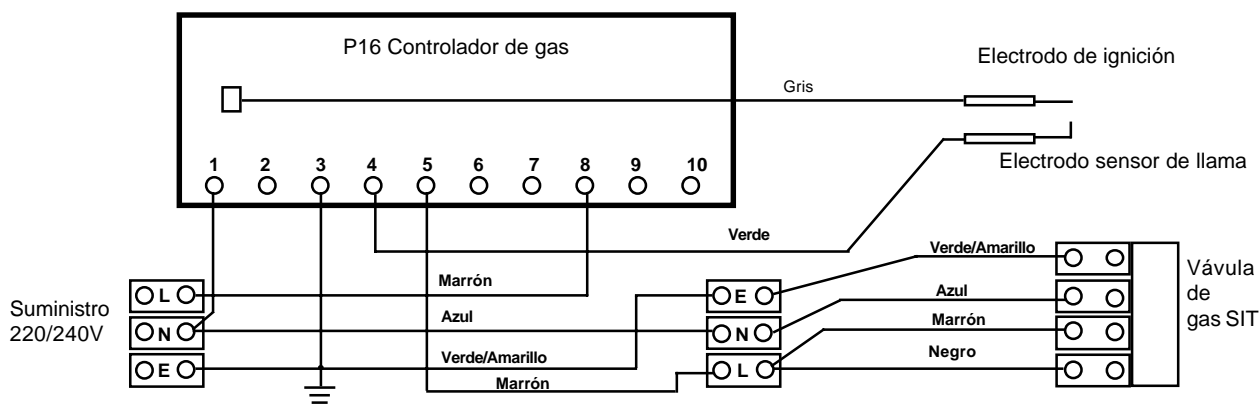 P16 Controlador de gas
Electrodo de ignición
Gris
1 2 3 4 5 6 7 8 9 10
Electrodo sensor de llama
Verde
Verde/Amarillo
Marrón
Suministro
220/240V
L
E
Azul
Vávula
de
gas SIT
Azul
N
N
Marrón
Verde/Amarillo
Negro
E
L
Marrón